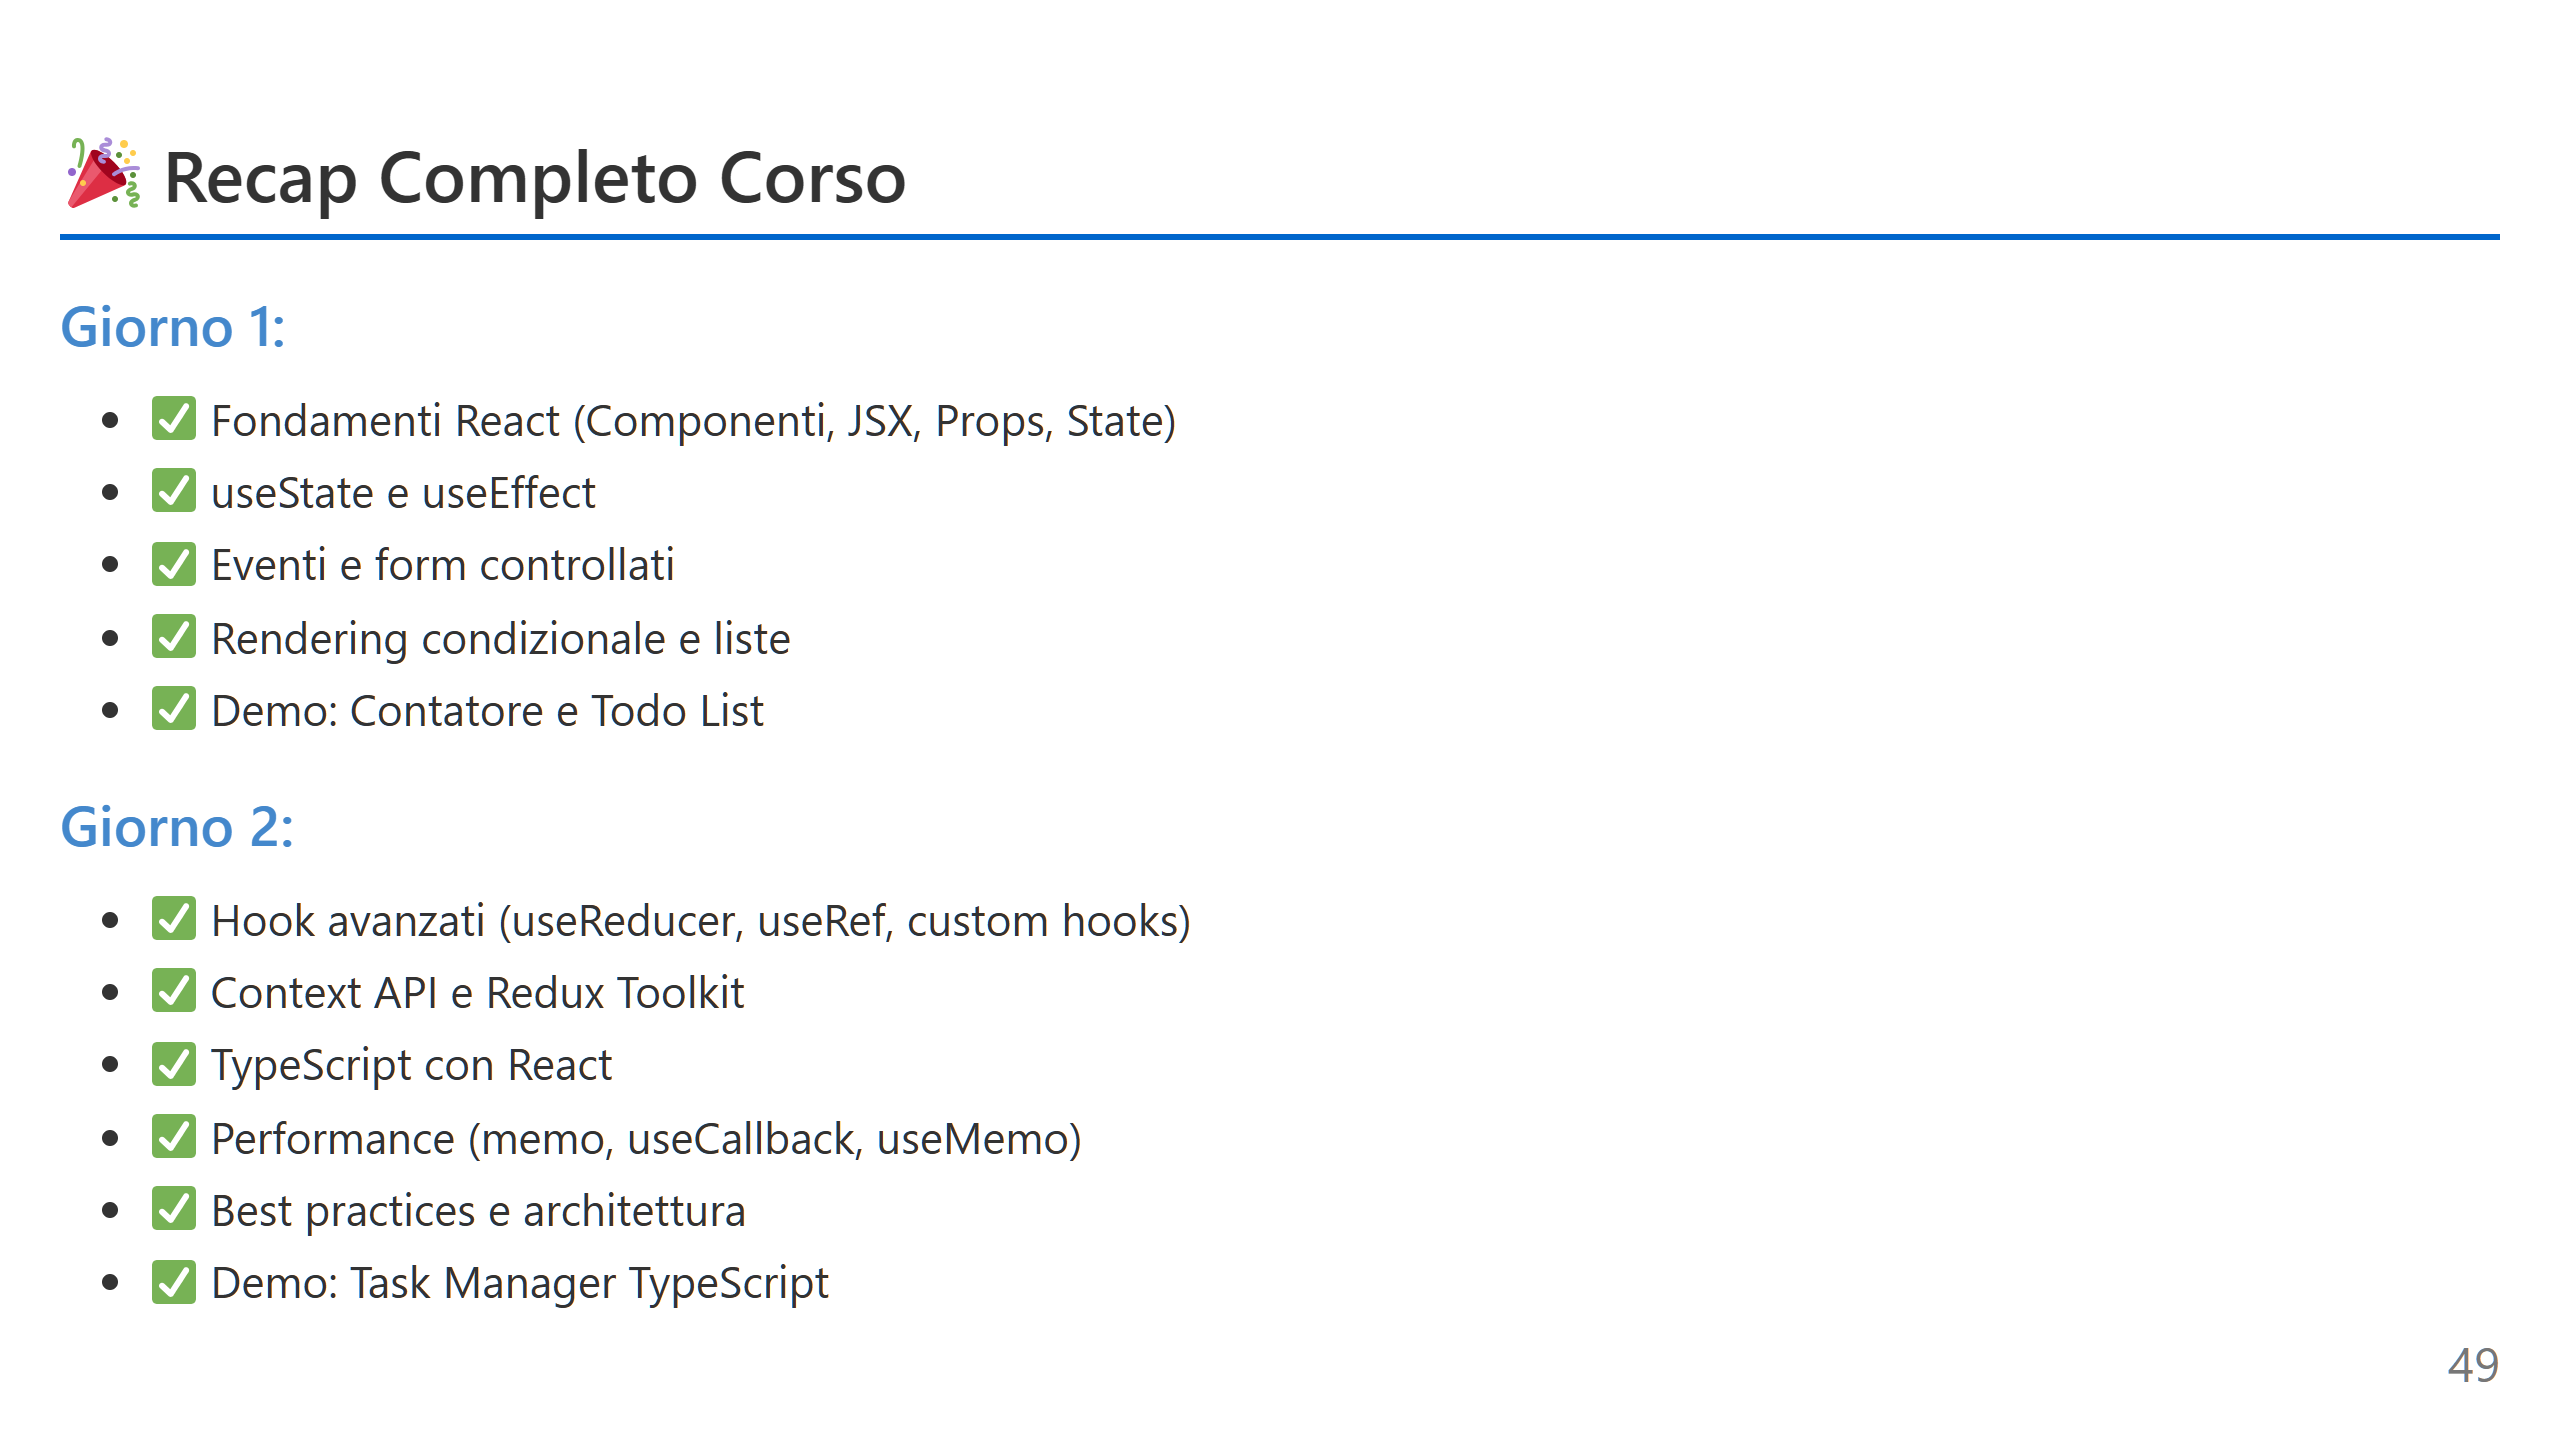 🎉 Recap Completo Corso
Giorno 1:
• ✅ Fondamenti React (Componenti, JSX, Props, State)
• ✅ useState e useEffect
• ✅ Eventi e form controllati
• ✅ Rendering condizionale e liste
• ✅ Demo: Contatore e Todo List
Giorno 2:
• ✅ Hook avanzati (useReducer, useRef, custom hooks)
• ✅ Context API e Redux Toolkit
• ✅ TypeScript con React
• ✅ Performance (memo, useCallback, useMemo)
• ✅ Best practices e architettura
• ✅ Demo: Task Manager TypeScript
49